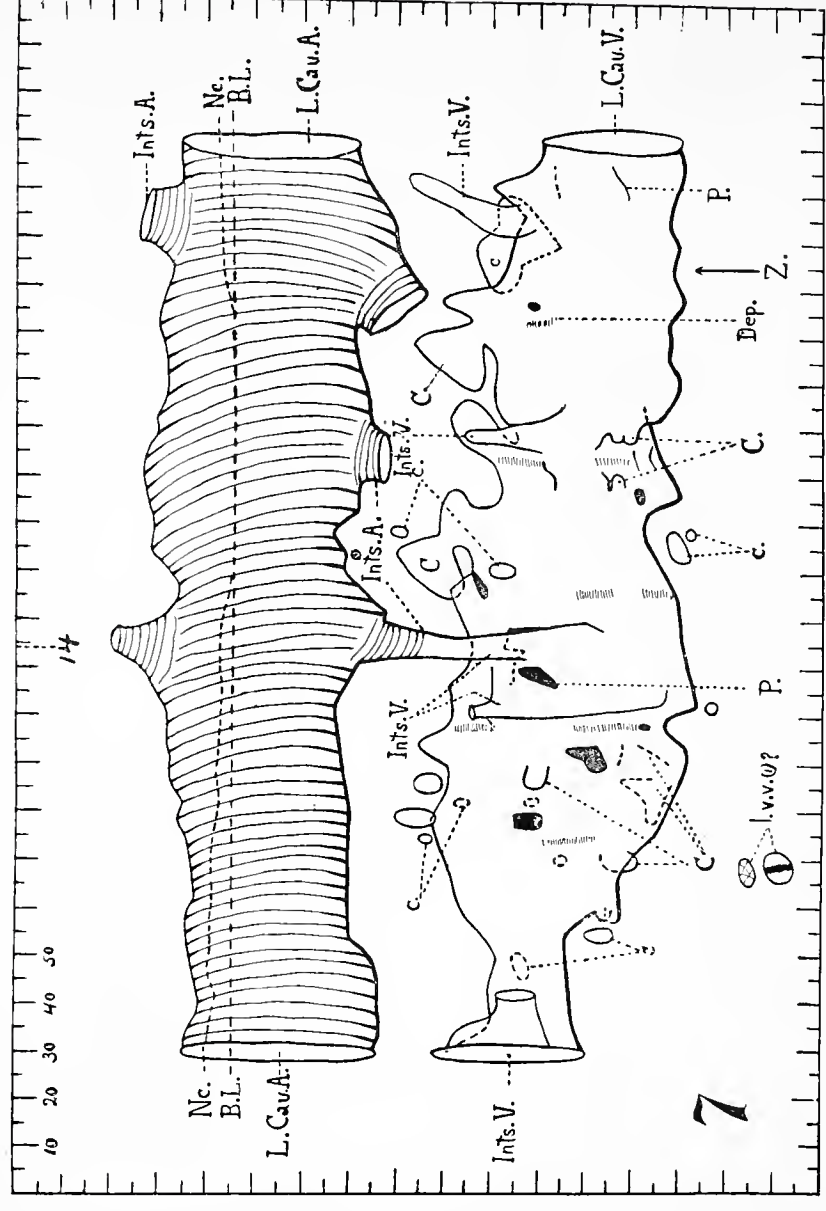 Ints.A.
Nc.
B.L.
L.Cau.A.
Ints.V.
L.Cau.V.
P.
Z.
Dep.
c
C.
Ints.V.
c.
C.
Ints.A.
C
c.
14
Ints.V.
P.
l.v.v.(l)?
c
C
50
40
30
20
10
Nc.
B.L.
L.Cau.A.
Ints.V.
7